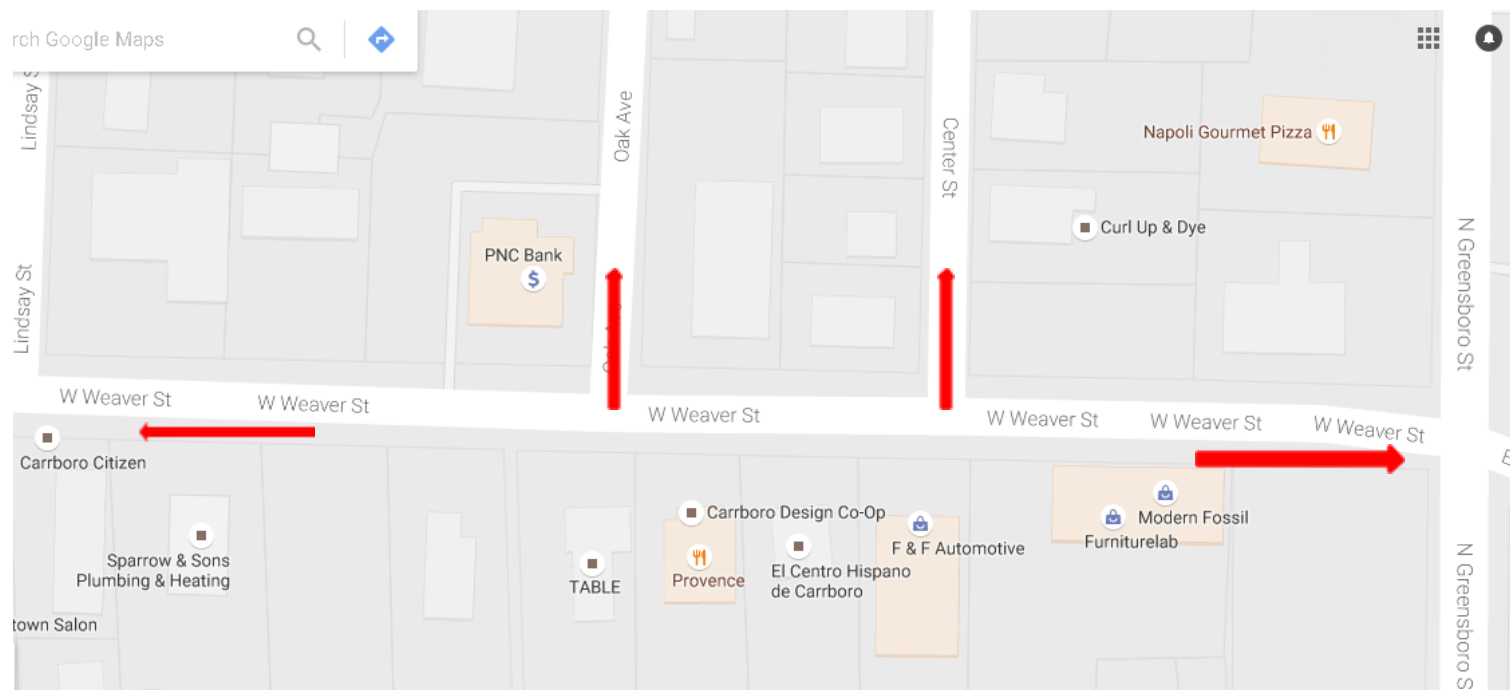 rch Google Maps
Lindsay S
Oak Ave
Center St
Napoli Gourmet Pizza
Curl Up & Dye
N Greensboro St
PNC Bank
$
Lindsay St
W Weaver St
W Weaver St
W Weaver St
W Weaver St
W Weaver St
W Weaver St
E
Carrboro Citizen
Carrboro Design Co-Op
Modern Fossil
Furniturelab
F & F Automotive
Sparrow & Sons
Plumbing & Heating
TABLE
Provence
El Centro Hispano
de Carrboro
N Greensboro S
town Salon